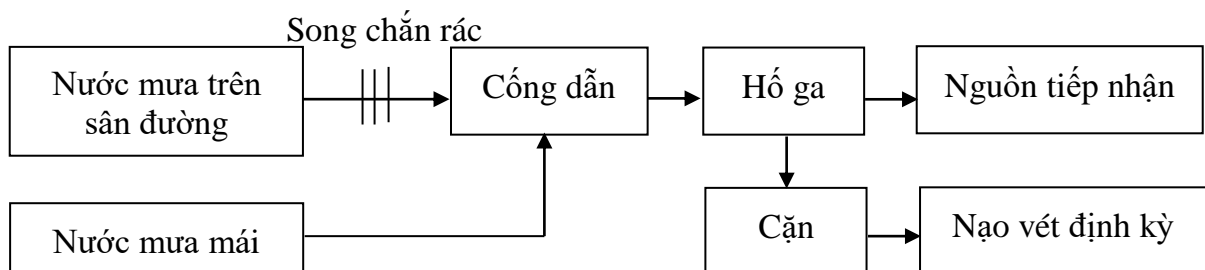 Song chắn rác
Nước mưa trên
sân đường
Cống dẫn
Hố ga
Nguồn tiếp nhận
Nước mưa mái
Cặn
Nạo vét định kỳ